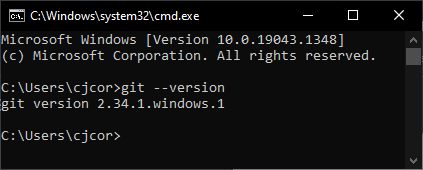 C:\Windows\system32\cmd.exe
Microsoft Windows [Version 10.0.19043.1348]
(c) Microsoft Corporation. All rights reserved.
C:\Users\cjcor>git --version
git version 2.34.1.windows.1
C:\Users\cjcor>